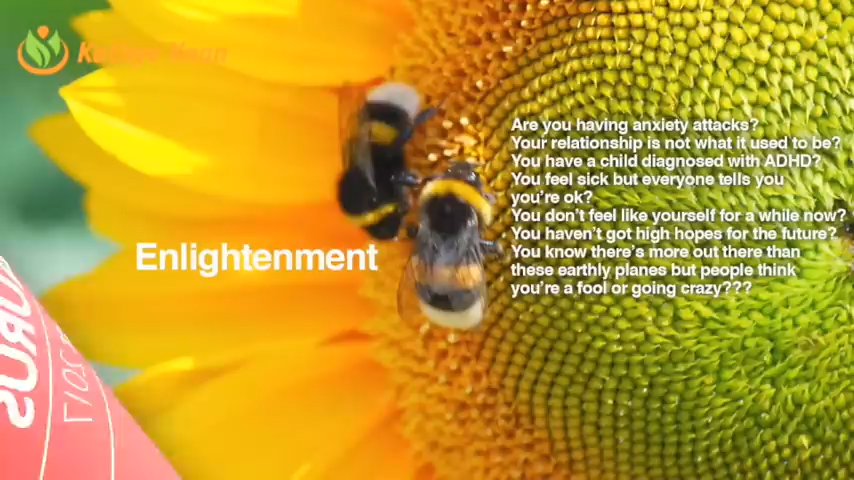 Enlightenment
Are you having anxiety attacks?
Your relationship is not what it used to be?
You have a child diagnosed with ADHD?
You feel sick but everyone tells you
you're ok?
You don't feel like yourself for a while now?
You haven't got high hopes for the future?
You know there's more out there than
these earthly planes but people think
you're a fool or going crazy???